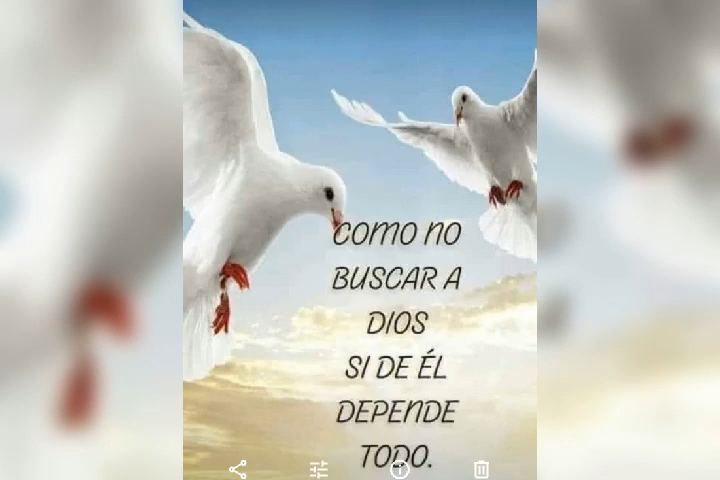 COMO NO
BUSCAR A
DIOS
SI DE ÉL
DEPENDE
TODO.